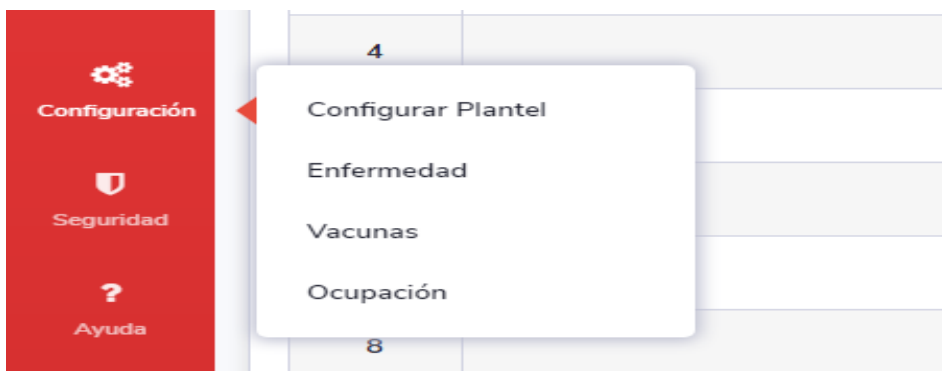 4
Configuración
Configurar Plantel
Enfermedad
Seguridad
Vacunas
Ocupación
?
Ayuda
8